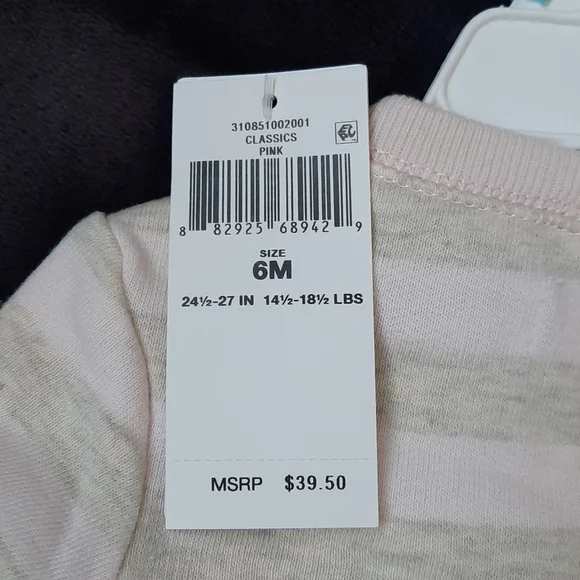 310851002001
CLASSICS
PINK
8 82925 68942 9
SIZE
6M
24½-27 IN 14½-18½ LBS
MSRP $39.50